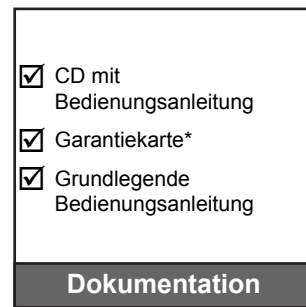 CD mit
Bedienungsanleitung
Garantiekarte*
Grundlegende
Bedienungsanleitung
Dokumentation